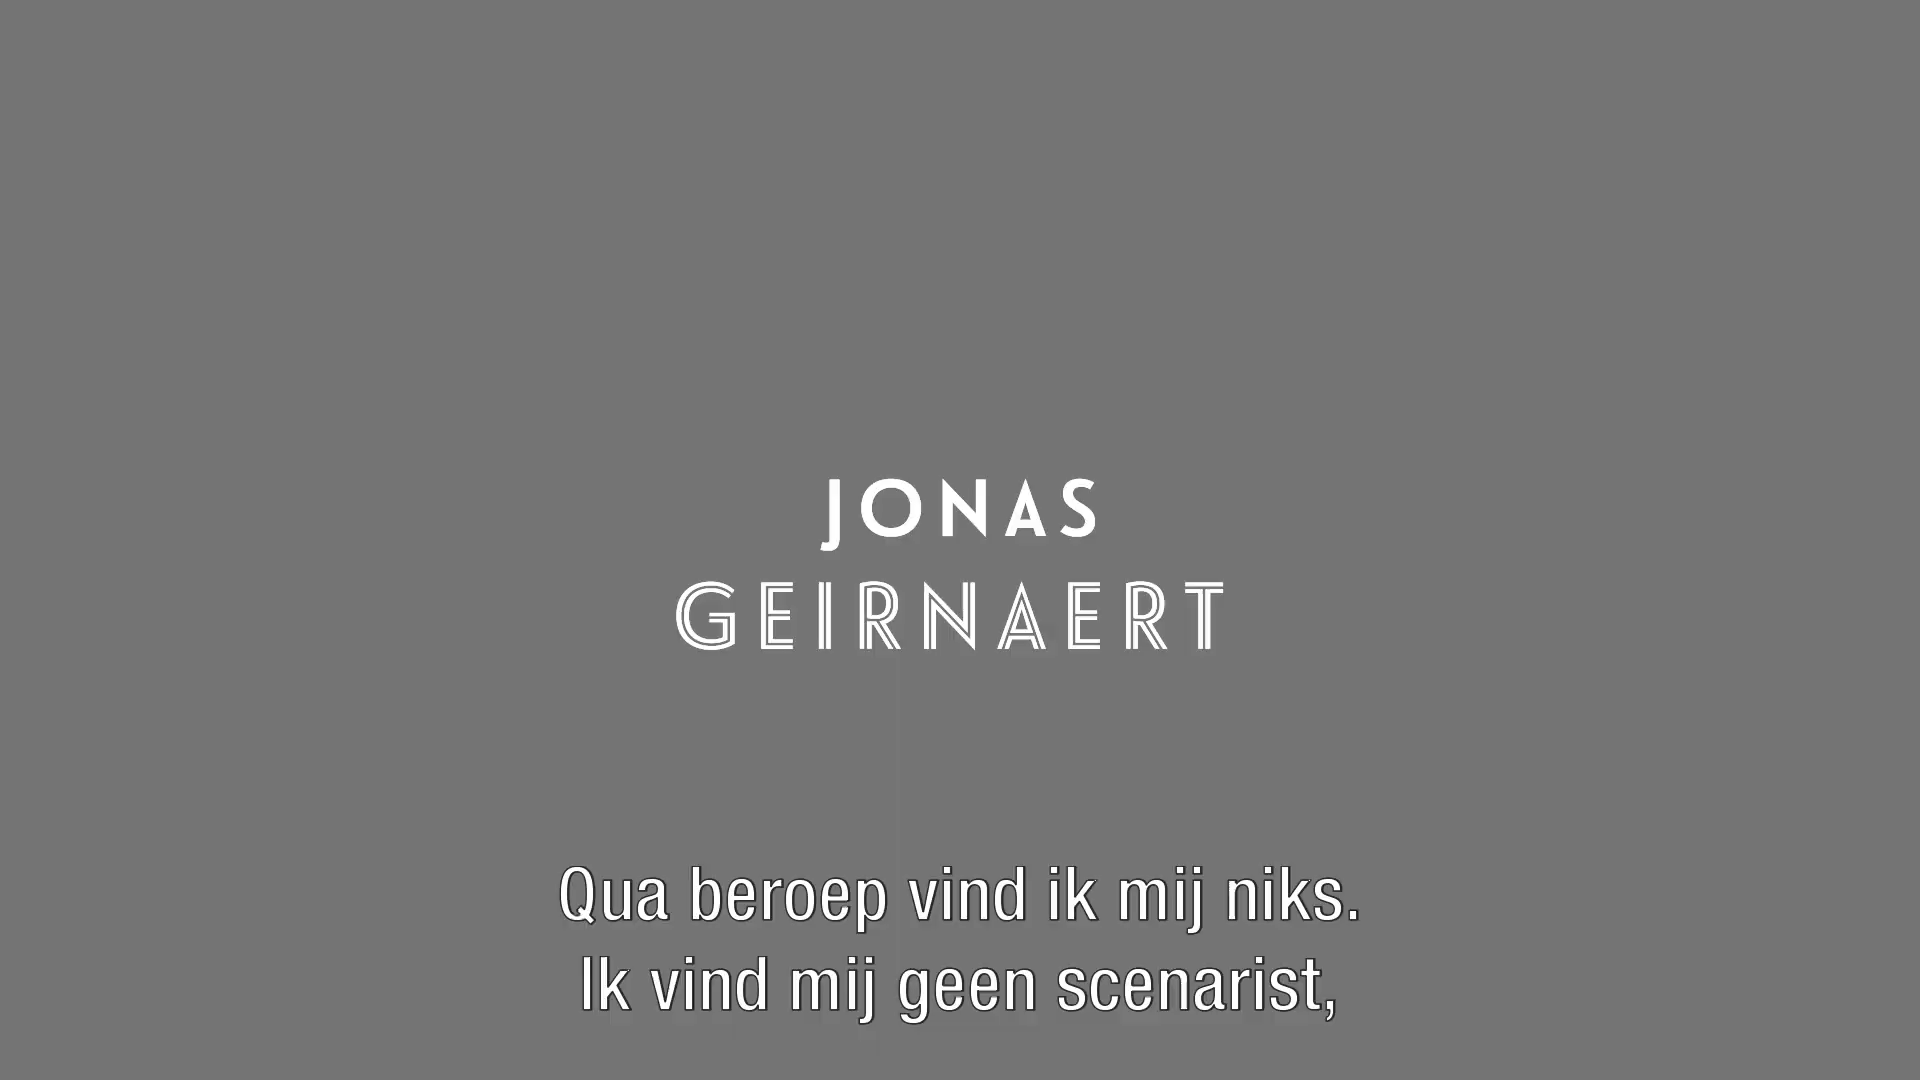 JONAS
GEIRNAERT
Qua beroep vind ik mij niks.
Ik vind mij geen scenarist,